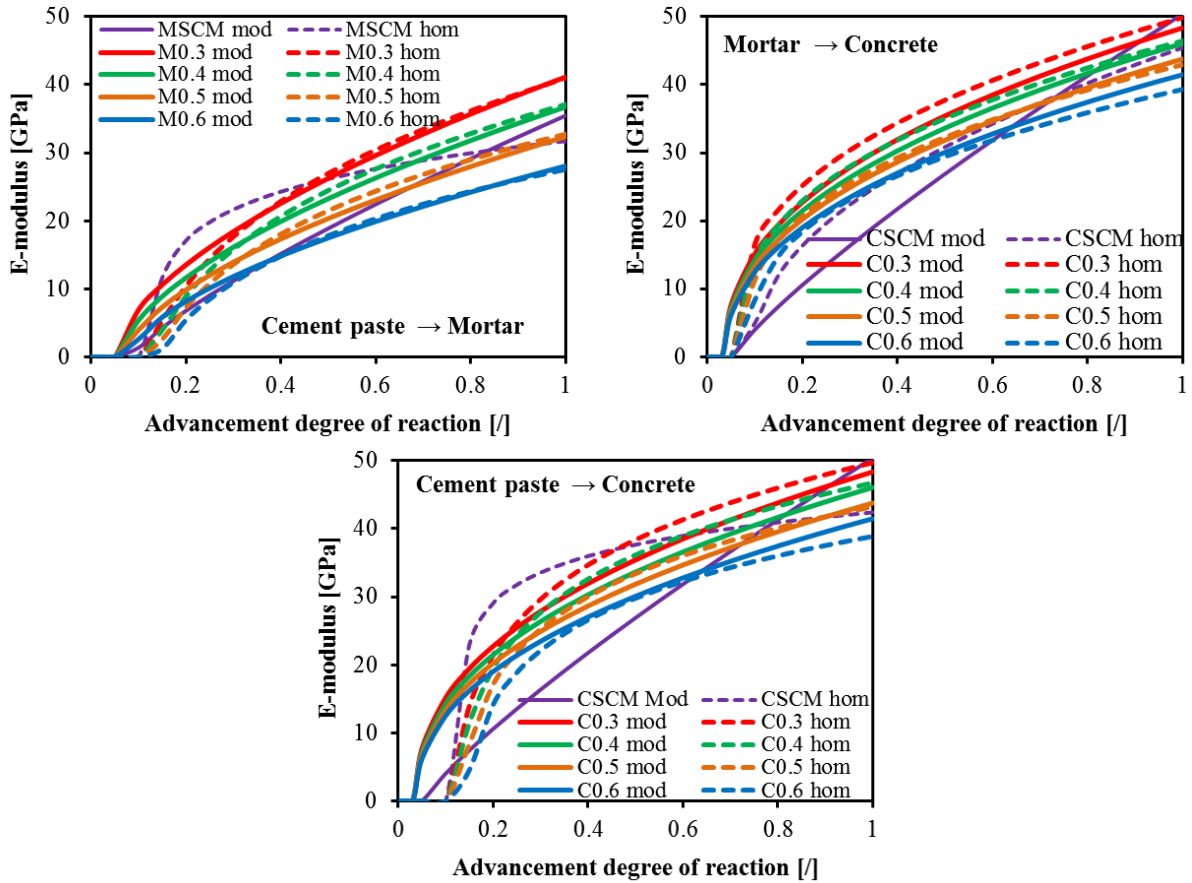 50
40
30
20
10
0
E-modulus [GPa]
MSCM mod MSCM hom
M0.3 mod M0.3 hom
M0.4 mod M0.4 hom
M0.5 mod M0.5 hom
M0.6 mod M0.6 hom
Cement paste → Mortar
0 0.2 0.4 0.6 0.8 1
Advancement degree of reaction [/]
50
40
30
20
10
0
E-modulus [GPa]
Mortar → Concrete
CSCM mod CSCM hom
C0.3 mod C0.3 hom
C0.4 mod C0.4 hom
C0.5 mod C0.5 hom
C0.6 mod C0.6 hom
0 0.2 0.4 0.6 0.8 1
Advancement degree of reaction [/]
50
40
30
20
10
0
E-modulus [GPa]
Cement paste → Concrete
CSCM Mod CSCM hom
C0.3 mod C0.3 hom
C0.4 mod C0.4 hom
C0.5 mod C0.5 hom
C0.6 mod C0.6 hom
0 0.2 0.4 0.6 0.8 1
Advancement degree of reaction [/]